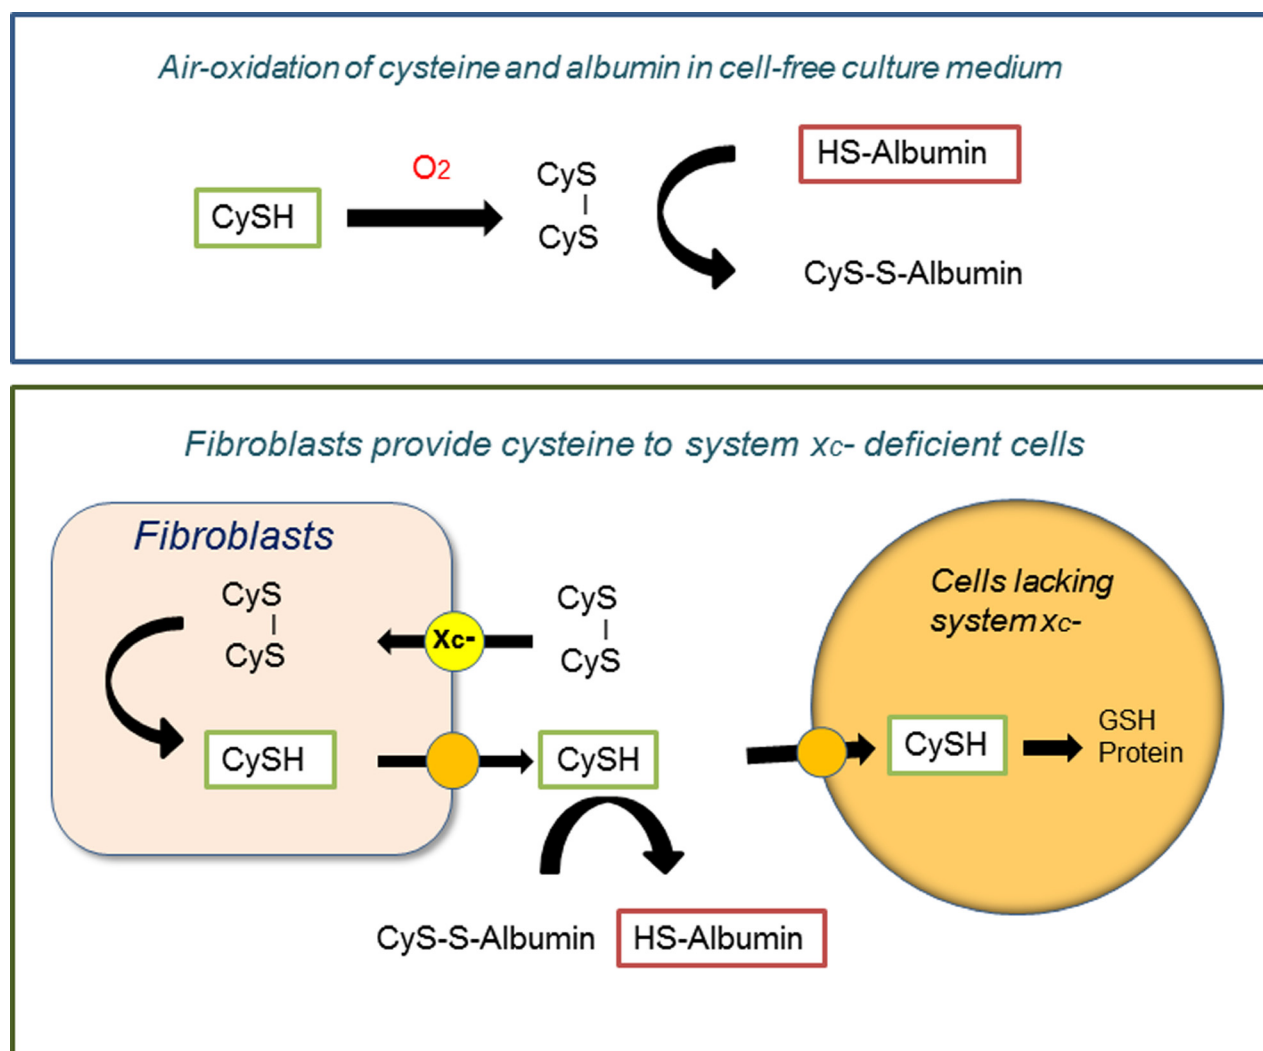 Air-oxidation of cysteine and albumin in cell-free culture medium
O2
CySH
CyS
CyS
HS-Albumin
CyS-S-Albumin
Fibroblasts provide cysteine to system xc- deficient cells
Fibroblasts
CyS
CyS
CySH
Xc-
CyS
CyS
CySH
CyS-S-Albumin
HS-Albumin
Cells lacking
system xc-
CySH
GSH
Protein